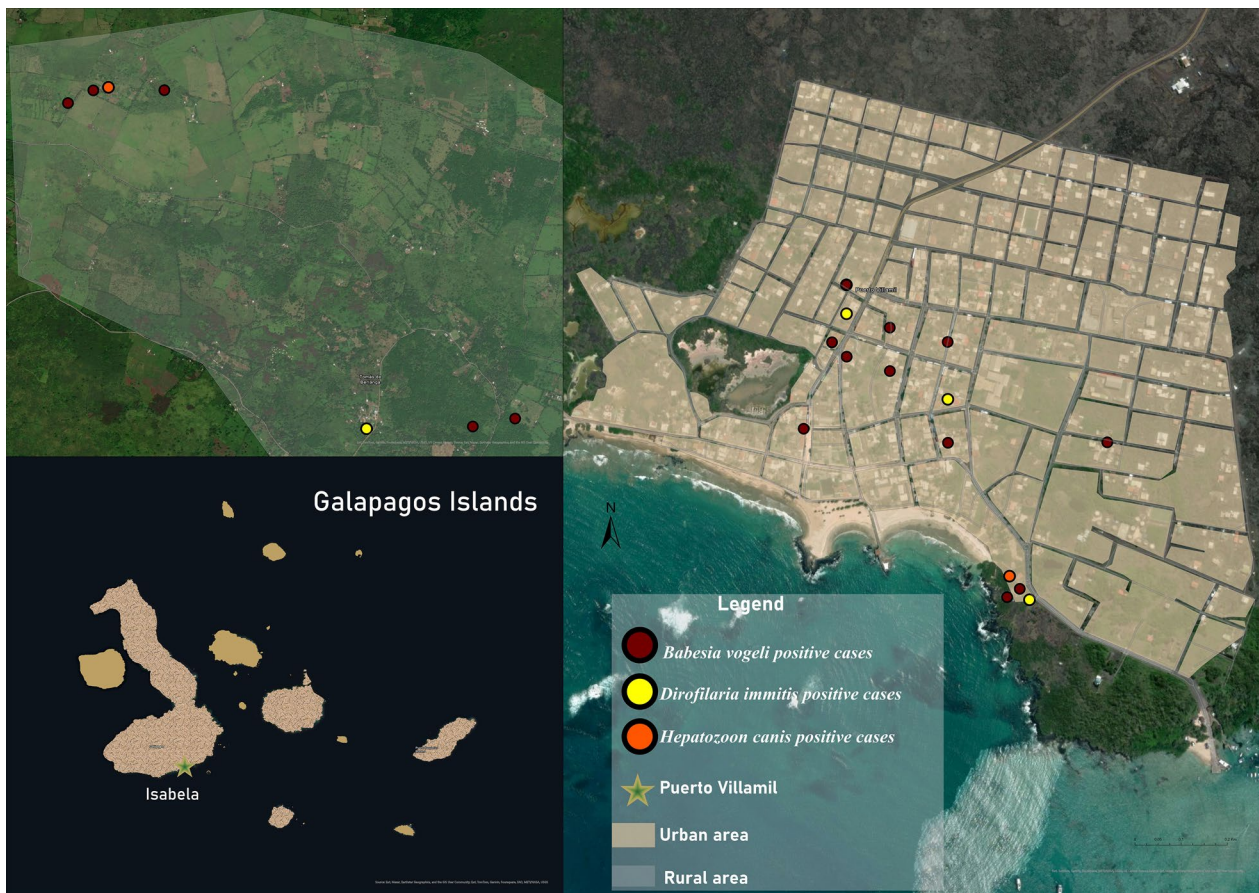 Puerto Villamil
Galapagos Islands
Isabela
N
Legend
Babesia vogeli positive cases
Dirofilaria immitis positive cases
Hepatozoon canis positive cases
Puerto Villamil
Urban area
Rural area